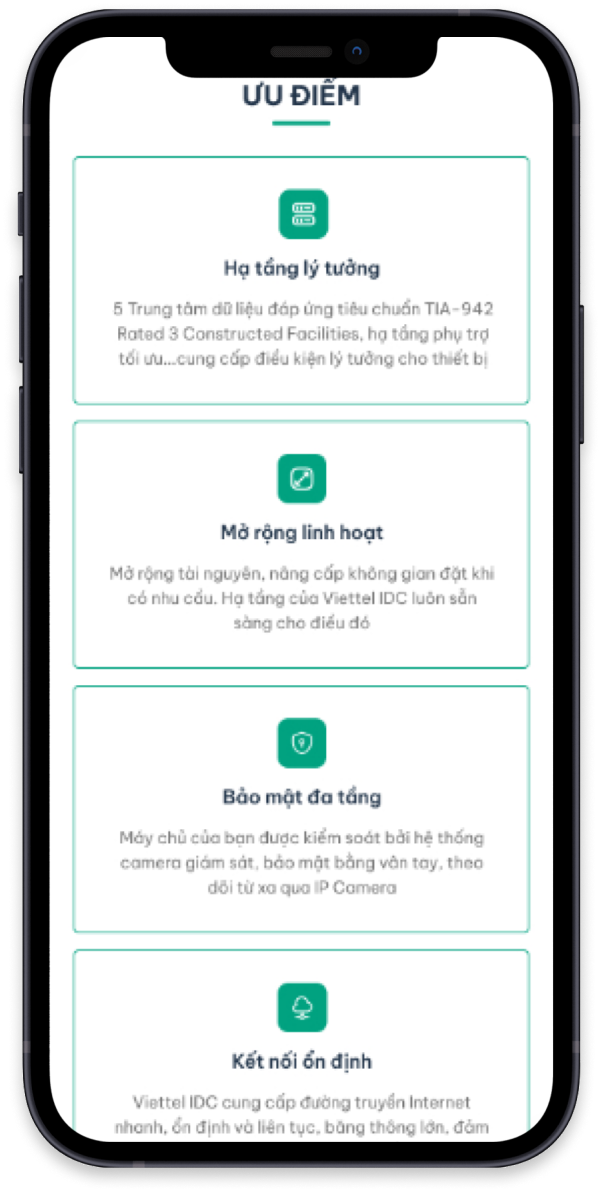 ƯU ĐIỂM
Hạ tầng lý tưởng
5 Trung tâm dữ liệu đáp ứng tiêu chuẩn TIA-942
Rated 3 Constructed Facilities, hạ tầng phụ trợ
tối ưu...cung cấp điều kiện lý tưởng cho thiết bị
Mở rộng linh hoạt
Mở rộng tài nguyên, nâng cấp không gian đặt khi
có nhu cầu. Hạ tầng của Viettel IDC luôn sẵn
sàng cho điều đó
Bảo mật đa tầng
Máy chủ của bạn được kiểm soát bởi hệ thống
camera giám sát, bảo mật bằng vân tay, theo
dõi từ xa qua IP Camera
Kết nối ổn định
Viettel IDC cung cấp đường truyền Internet
nhanh, ổn định và liên tục, băng thông lớn, đảm